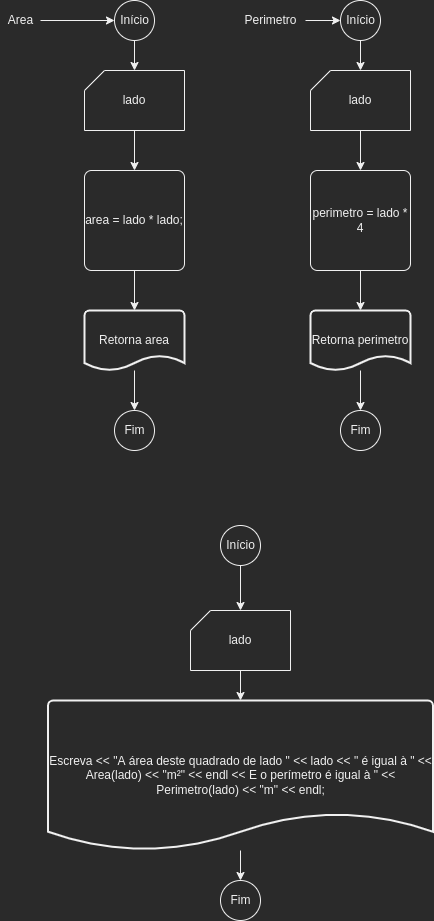 Area
Início
lado
area = lado * lado;
Retorna area
Fim
Perimetro
Início
lado
perimetro = lado *
4
Retorna perimetro
Fim
Início
lado
Escreva << "A área deste quadrado de lado " << lado << " é igual à " <<
Area(lado) << "m²" << endl << E o perímetro é igual à " <<
Perimetro(lado) << "m" << endl;
Fim